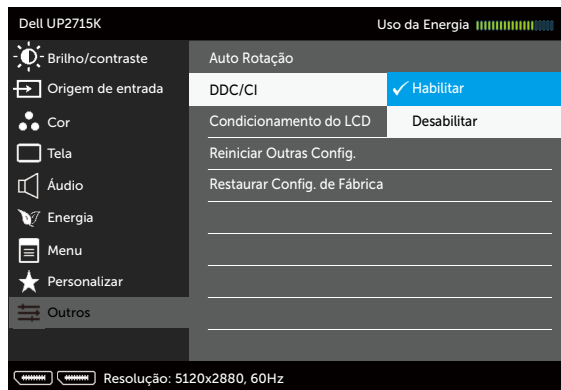 Dell UP2715K
Uso da Energia
Brilho/contraste
Auto Rotação
Origem de entrada
DDC/CI
Habilitar
Cor
Condicionamento do LCD
Desabilitar
Tela
Reiniciar Outras Config.
Áudio
Restaurar Config. de Fábrica
Energia
Menu
Personalizar
Outros
Resolução: 5120x2880, 60Hz